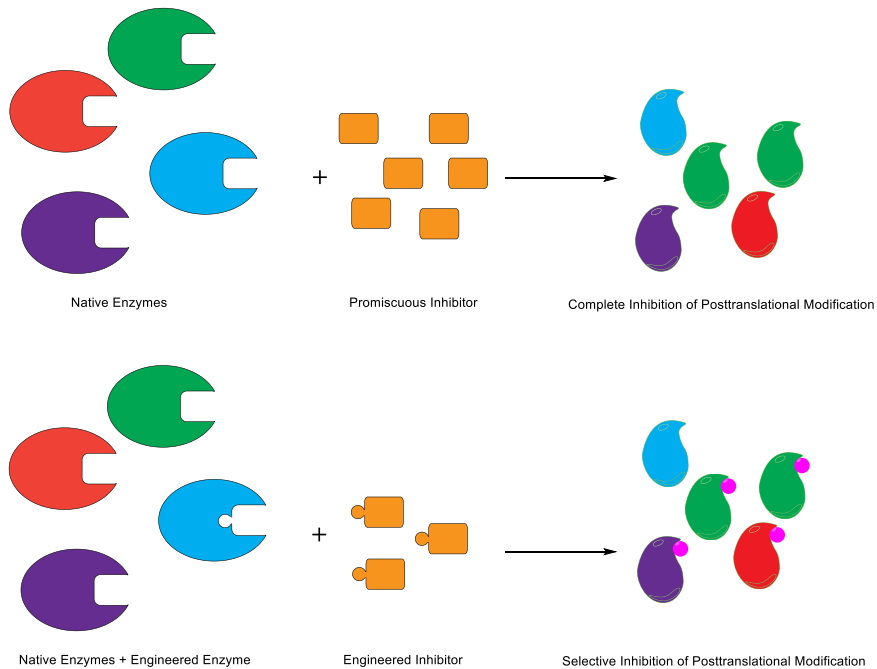 +
Native Enzymes
Promiscuous Inhibitor
Complete Inhibition of Posttranslational Modification
+
Native Enzymes + Engineered Enzyme
Engineered Inhibitor
Selective Inhibition of Posttranslational Modification